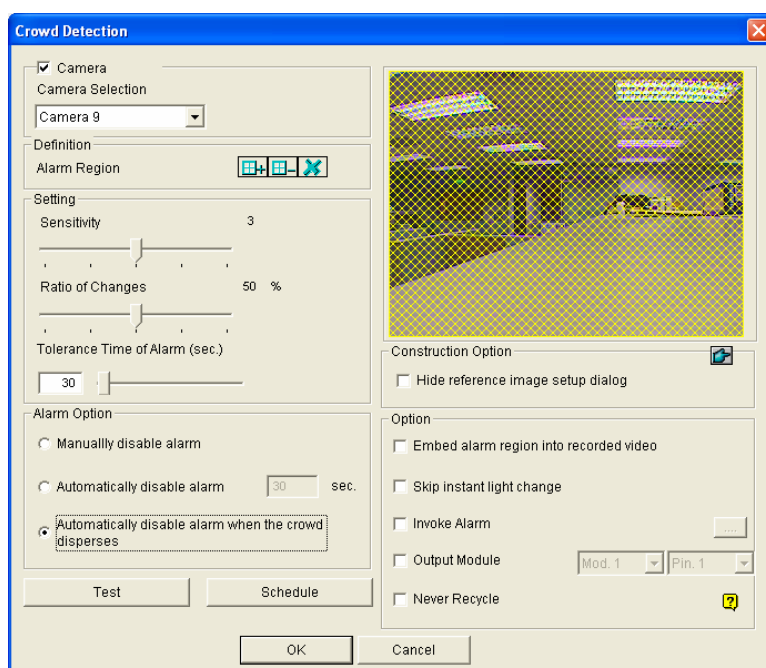 Crowd Detection
Camera
Camera Selection
Camera 9
Definition
Alarm Region
Setting
Sensitivity 3
Ratio of Changes 50 %
Tolerance Time of Alarm (sec.)
30
Alarm Option
Manuallly disable alarm
Automatically disable alarm 30 sec.
Automatically disable alarm when the crowd
disperses
Test Schedule
Construction Option
Hide reference image setup dialog
Option
Embed alarm region into recorded video
Skip instant light change
Invoke Alarm ....
Output Module Mod. 1 Pin. 1
Never Recycle ?
OK Cancel